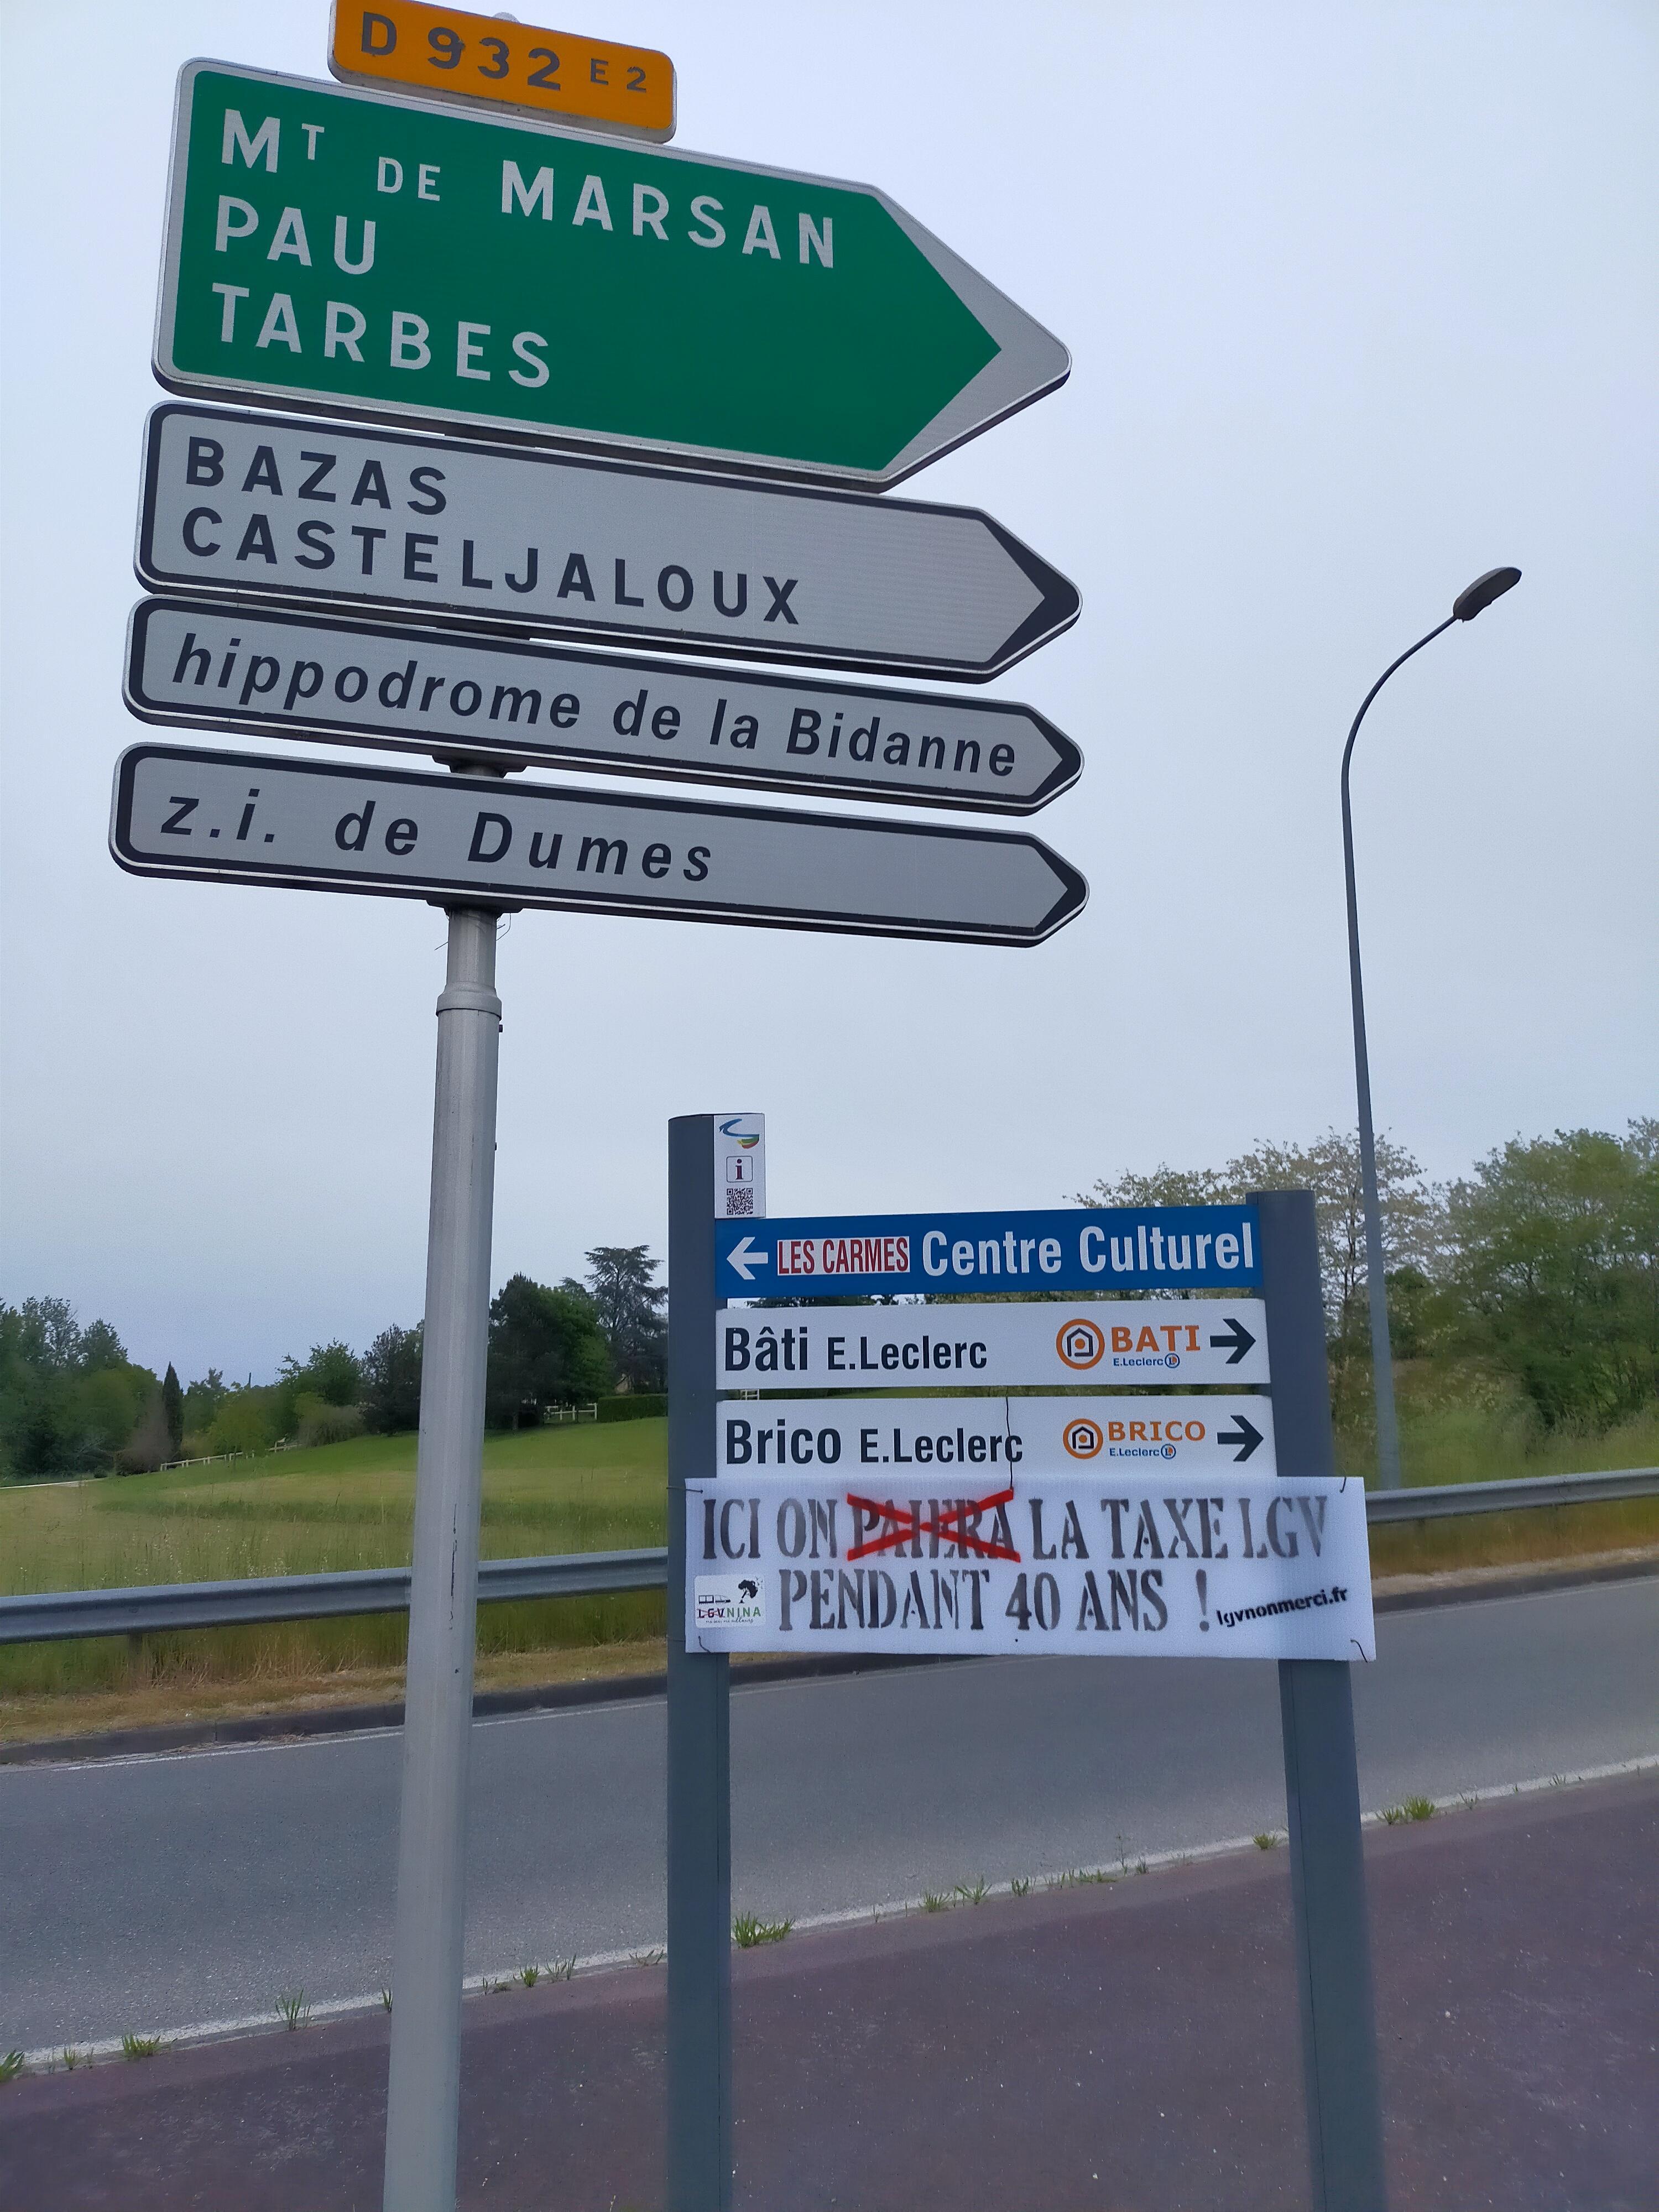 D 932 E2
MT DE MARSAN
PAU
TARBES
BAZAS
CASTELJALOUX
hippodrome de la Bidanne
z.i. de Dumes
i
LES CARMES Centre Culturel
Bâti E.Leclerc BATI
E.Leclerc L
Brico E.Leclerc BRICO
E.Leclerc L
ICI ON PAIERA LA TAXE LGV
PENDANT 40 ANS !
lgvnonmerci.fr
LGVNINA